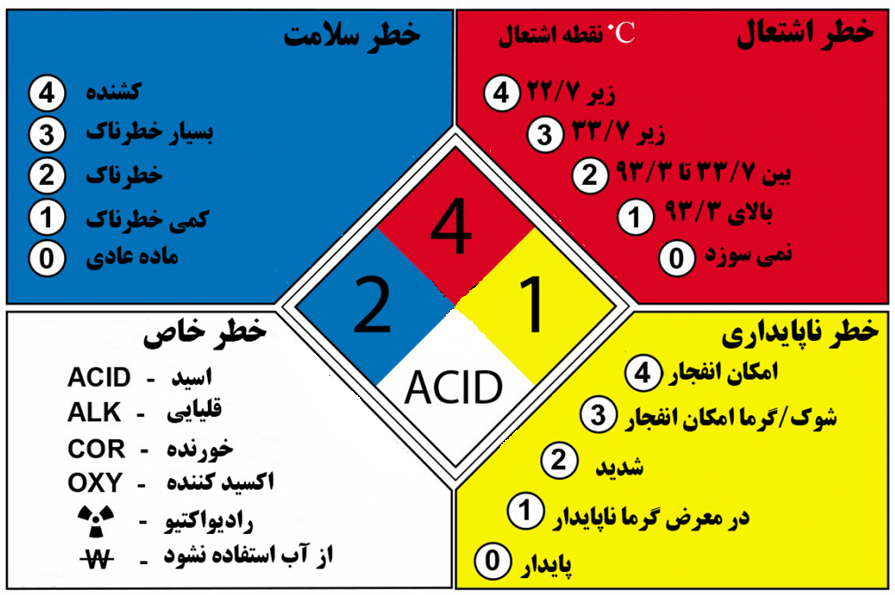 خطر سلامت
4 کشنده
3 بسیار خطرناک
2 خطرناک
1 کمی خطرناک
0 ماده عادی
خطر اشتعال نقطه اشتعال °C
4 زیر ۲۲/۷
3 زیر ۳۳/۷
2 بین ۳۳/۷ تا ۹۳/۳
1 بالای ۹۳/۳
0 نمی سوزد
4
2
1
ACID
خطر خاص
ACID - اسید
ALK - قلیایی
COR - خورنده
OXY - اکسید کننده
- رادیواکتیو
W - از آب استفاده نشود
خطر ناپایداری
4 امکان انفجار
3 شوک/گرما امکان انفجار
2 شدید
1 در معرض گرما ناپایدار
0 پایدار